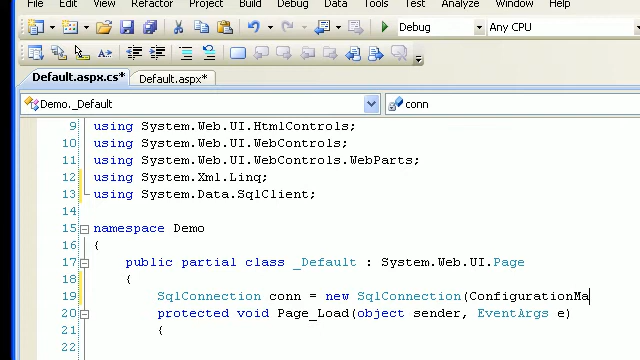 File Edit View Refactor Project Build Debug Data Tools Test Analyze Window Help
Debug Any CPU
Default.aspx.cs* Default.aspx*
Demo._Default conn
9 using System.Web.UI.HtmlControls;
10 using System.Web.UI.WebControls;
11 using System.Web.UI.WebControls.WebParts;
12 using System.Xml.Linq;
13 using System.Data.SqlClient;
14
15 namespace Demo
16 {
17 public partial class _Default : System.Web.UI.Page
18 {
19 SqlConnection conn = new SqlConnection(ConfigurationMa
20 protected void Page_Load(object sender, EventArgs e)
21 {
22